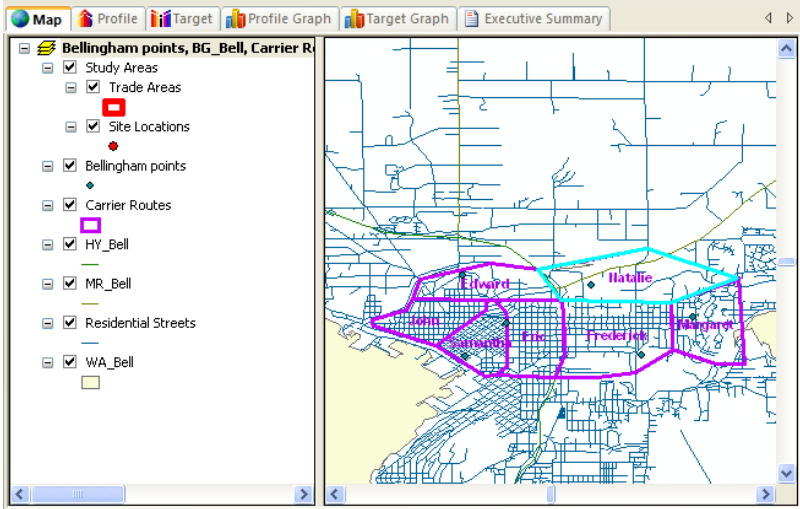 Map Profile Target Profile Graph Target Graph Executive Summary
Bellingham points, BG_Bell, Carrier R
Study Areas
Trade Areas
Site Locations
Bellingham points
Carrier Routes
HY_Bell
MR_Bell
Residential Streets
WA_Bell
Natalie
Edward
John
Samantha
Eric
Frederick
Margaret